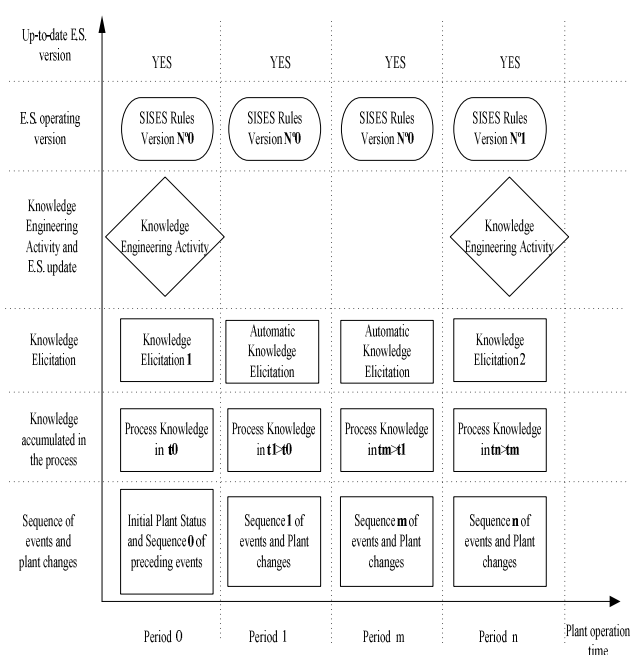 Up-to-date E.S.
version
YES
YES
YES
YES
E.S. operating
version
SISES Rules
Version Nº0
SISES Rules
Version Nº0
SISES Rules
Version Nº0
SISES Rules
Version Nº1
Knowledge
Engineering
Activity and
E.S. update
Knowledge
Engineering Activity
Knowledge
Engineering Activity
Knowledge
Elicitation
Knowledge
Elicitation 1
Automatic
Knowledge
Elicitation
Automatic
Knowledge
Elicitation
Knowledge
Elicitation 2
Knowledge
accumulated in
the process
Process Knowledge
in t0
Process Knowledge
in t1>t0
Process Knowledge
in tm>t1
Process Knowledge
in tn>tm
Sequence of
events and
plant changes
Initial Plant Status
and Sequence 0 of
preceding events
Sequence 1 of
events and Plant
changes
Sequence m of
events and Plant
changes
Sequence n of
events and Plant
changes
Period 0
Period 1
Period m
Period n
Plant operation
time